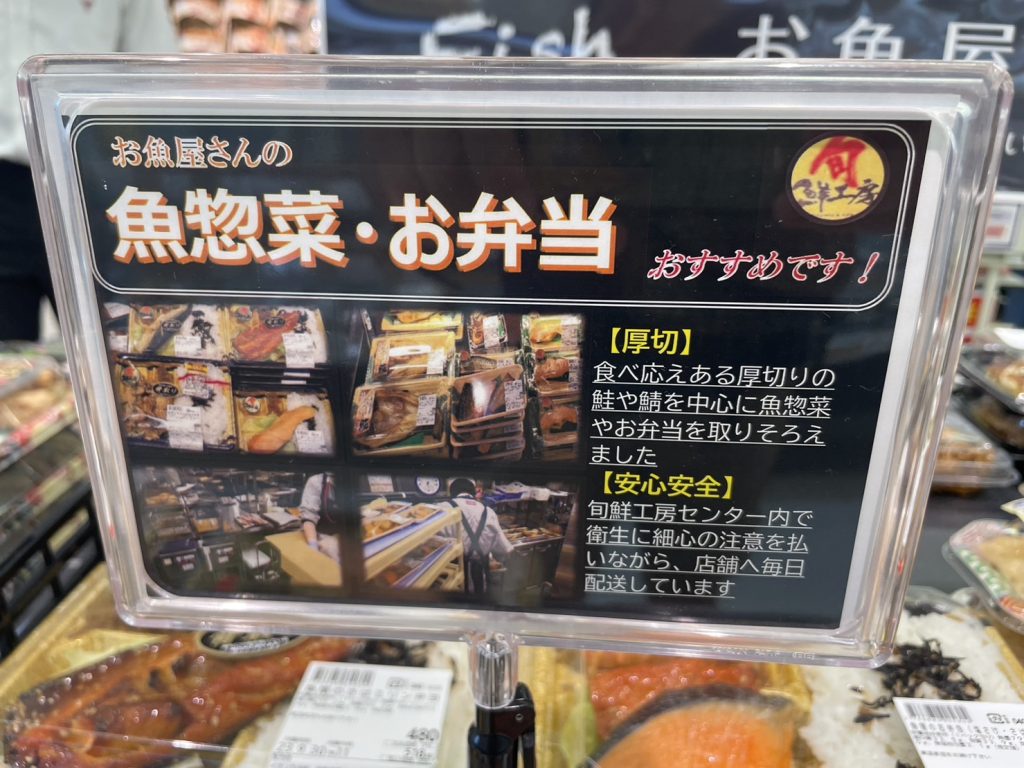 Fish
お魚屋
お魚屋さんの
魚惣菜・お弁当
おすすめです！
旬
鮮工房
【厚切】
食べ応えある厚切りの
鮭や鯖を中心に魚惣菜
やお弁当を取りそろえ
ました
【安心安全】
旬鮮工房センター内で
衛生に細心の注意を払
いながら、店舗へ毎日
配送しています
480